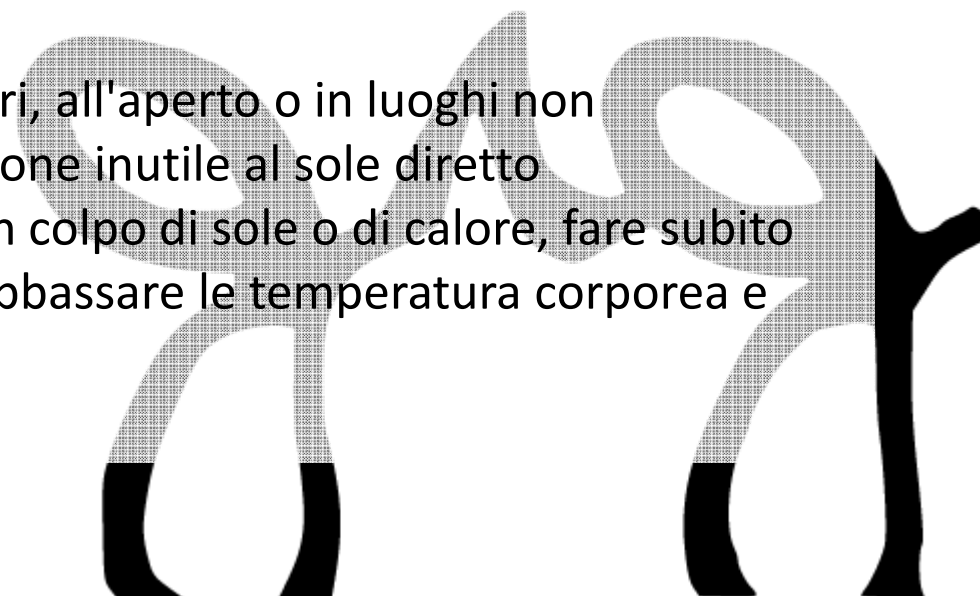 ri, all'aperto o in luoghi non
one inutile al sole diretto
n colpo di sole o di calore, fare subito
bbassare le temperatura corporea e